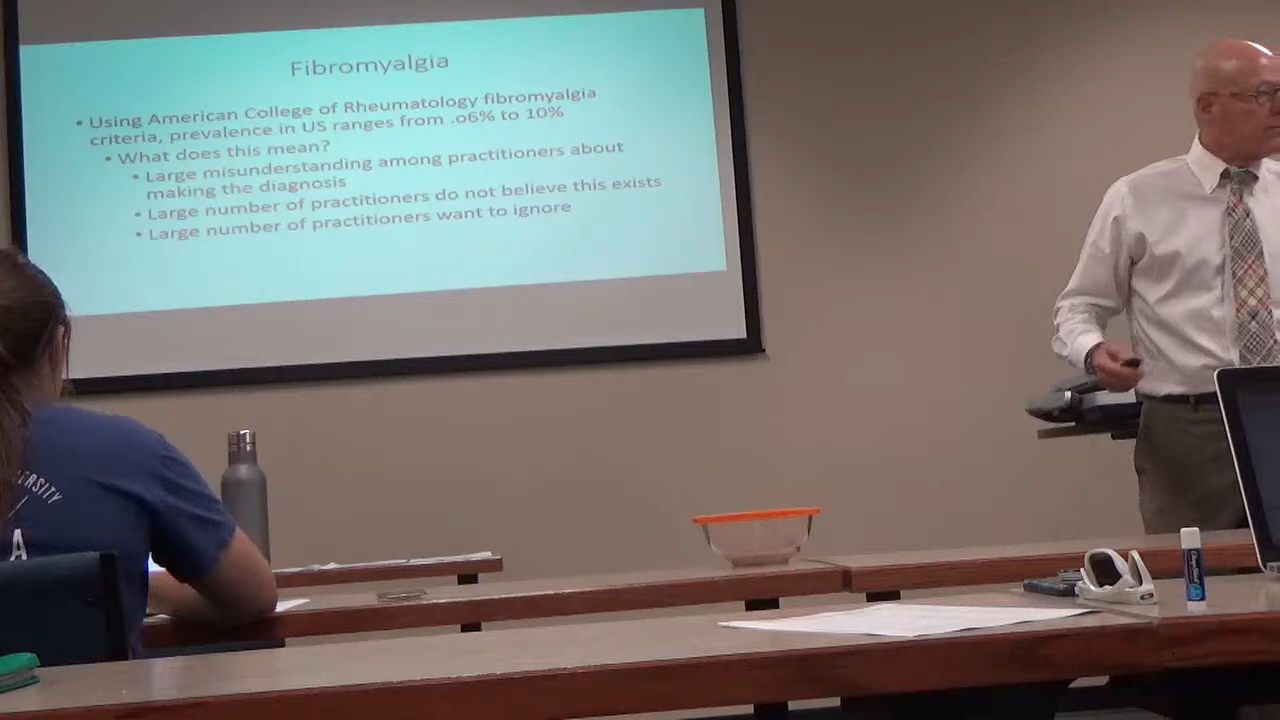 Fibromyalgia
• Using American College of Rheumatology fibromyalgia
criteria, prevalence in US ranges from .o6% to 10%
• What does this mean?
• Large misunderstanding among practitioners about
making the diagnosis
• Large number of practitioners do not believe this exists
• Large number of practitioners want to ignore
ERSITY
A